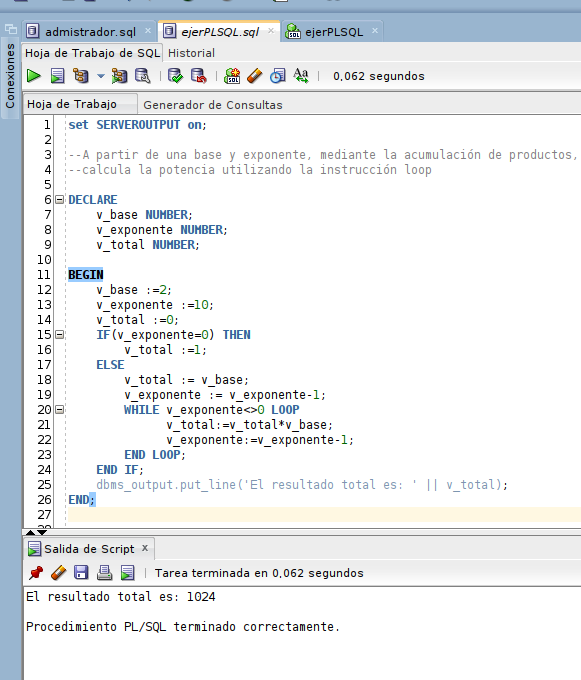 admistrador.sql × ejerPLSQL.sql × ejerPLSQL ×
Conexiones
Hoja de Trabajo de SQL Historial
SQL Aa 0,062 segundos
Hoja de Trabajo Generador de Consultas
1 set SERVEROUTPUT on;
2
3 --A partir de una base y exponente, mediante la acumulación de productos,
4 --calcula la potencia utilizando la instrucción loop
5
6 DECLARE
7 v_base NUMBER;
8 v_exponente NUMBER;
9 v_total NUMBER;
10
11 BEGIN
12 v_base :=2;
13 v_exponente :=10;
14 v_total :=0;
15 IF(v_exponente=0) THEN
16 v_total :=1;
17 ELSE
18 v_total := v_base;
19 v_exponente := v_exponente-1;
20 WHILE v_exponente<>0 LOOP
21 v_total:=v_total*v_base;
22 v_exponente:=v_exponente-1;
23 END LOOP;
24 END IF;
25 dbms_output.put_line('El resultado total es: ' || v_total);
26 END;
27
28
Salida de Script x
Tarea terminada en 0,062 segundos
El resultado total es: 1024
Procedimiento PL/SQL terminado correctamente.